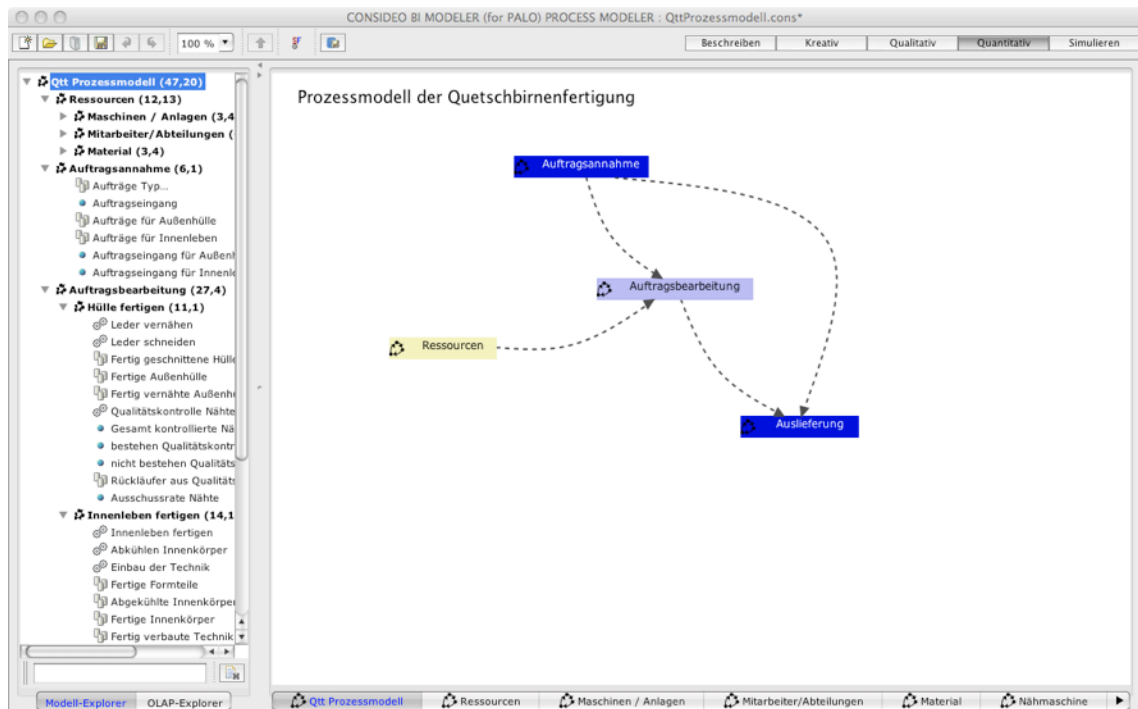 CONSIDEO BI MODELER (for PALO) PROCESS MODELER : QttProzessmodell.cons*
100 %
Beschreiben
Kreativ
Qualitativ
Quantitativ
Simulieren
Qtt Prozessmodell (47,20)
Ressourcen (12,13)
Maschinen / Anlagen (3,4
Mitarbeiter/Abteilungen (
Material (3,4)
Auftragsannahme (6,1)
Aufträge Typ...
Auftragseingang
Aufträge für Außenhülle
Aufträge für Innenleben
Auftragseingang für Außenh
Auftragseingang für Innenle
Auftragsbearbeitung (27,4)
Hülle fertigen (11,1)
Leder vernähen
Leder schneiden
Fertig geschnittene Hülle
Fertige Außenhülle
Fertig vernähte Außenh
Qualitätskontrolle Nähte
Gesamt kontrollierte Nä
bestehen Qualitätskontr
nicht bestehen Qualitäts
Rückläufer aus Qualitäts
Ausschussrate Nähte
Innenleben fertigen (14,1
Innenleben fertigen
Abkühlen Innenkörper
Einbau der Technik
Fertige Formteile
Abgekühlte Innenkörper
Fertige Innenkörper
Fertig verbaute Technik
Modell-Explorer
OLAP-Explorer
Prozessmodell der Quetschbirnenfertigung
Auftragsannahme
Auftragsbearbeitung
Ressourcen
Auslieferung
Qtt Prozessmodell
Ressourcen
Maschinen / Anlagen
Mitarbeiter/Abteilungen
Material
Nähmaschine